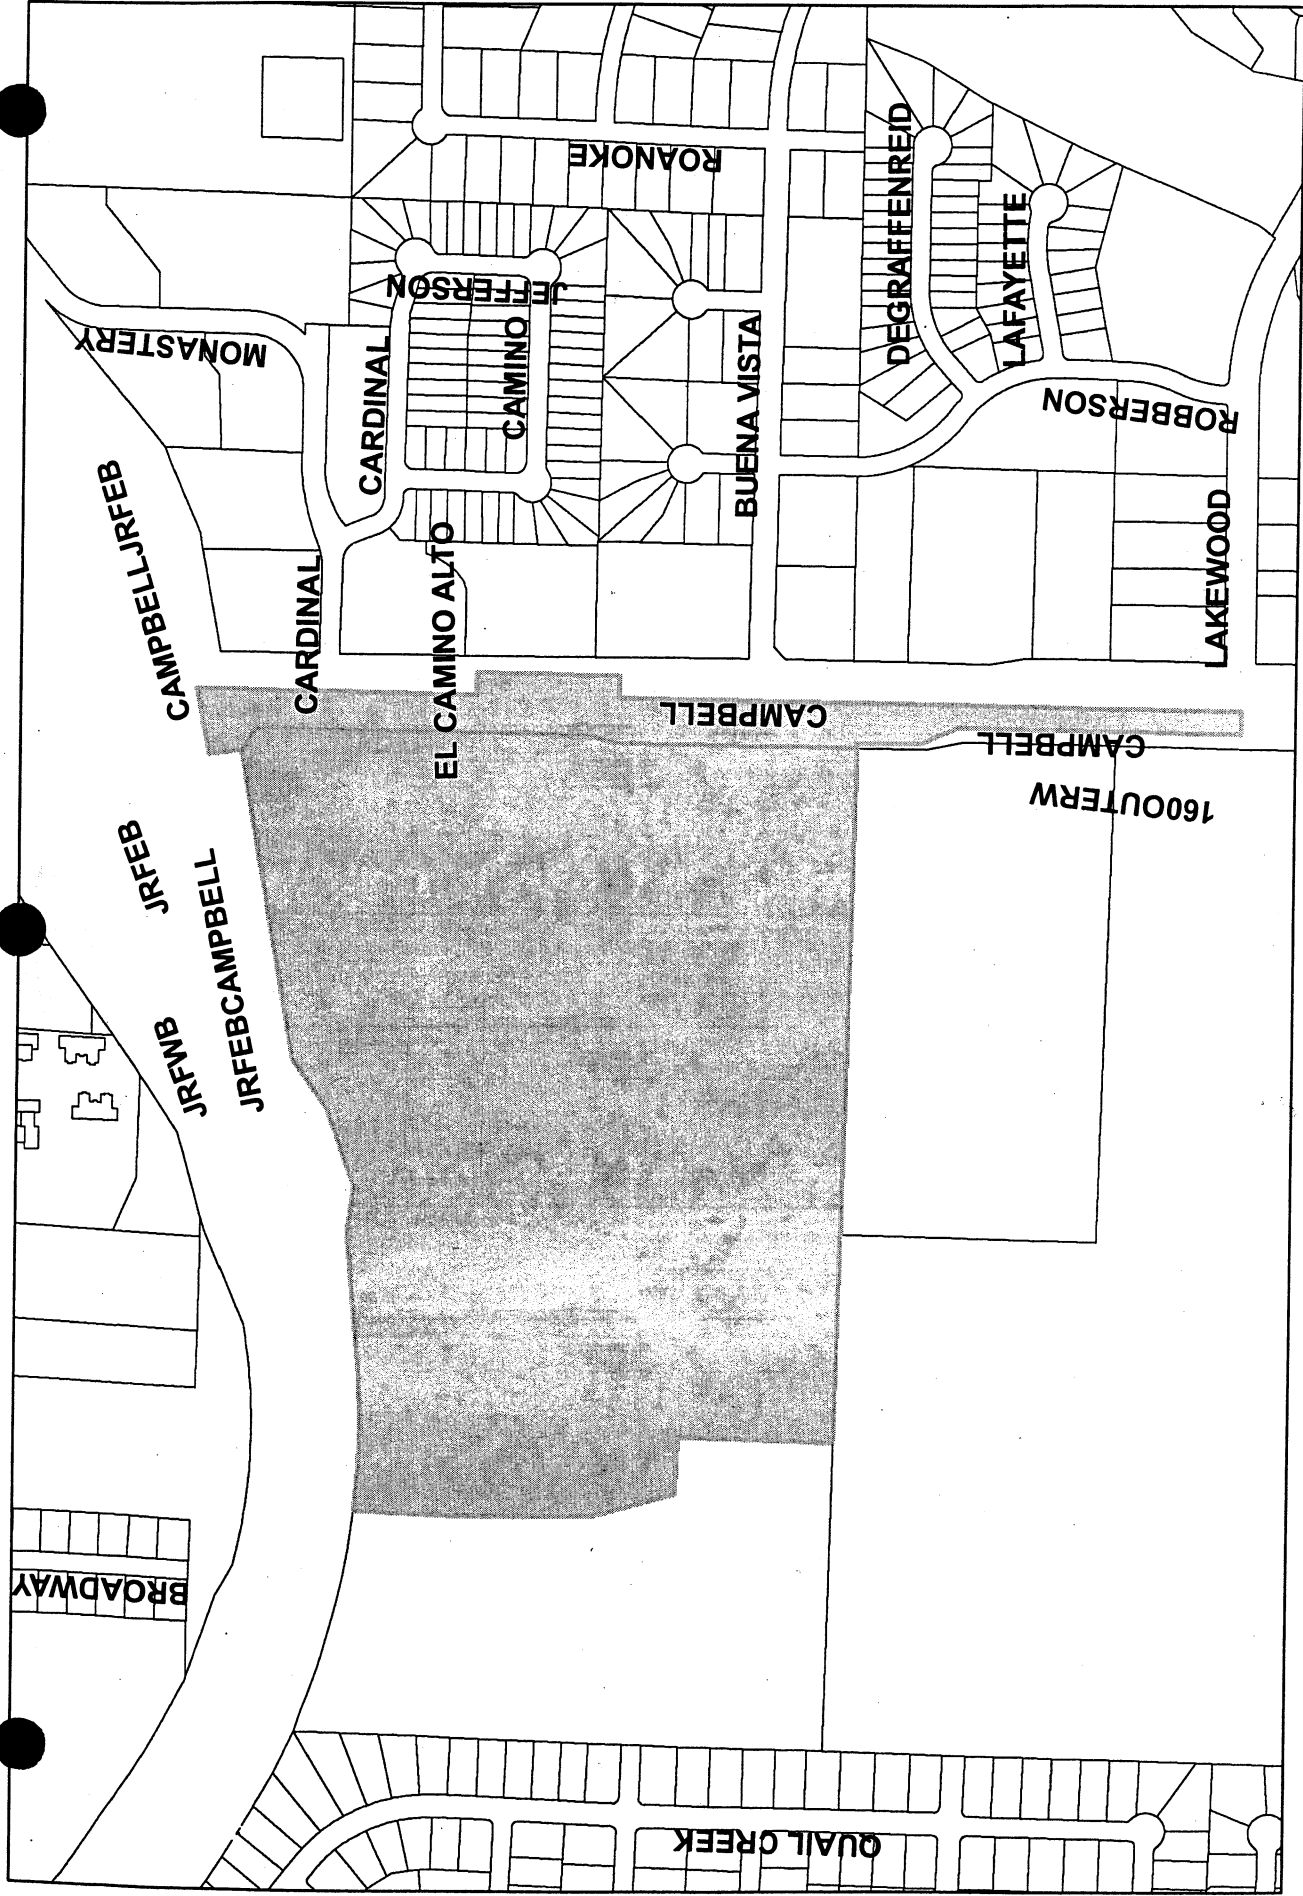 ROANOKE
DEGRAFFENREID
LAFAYETTE
JEFFERSON
MONASTERY
CARDINAL
CAMINO
BUENA VISTA
ROBBERSON
CAMPBELLJRFEB
CARDINAL
EL CAMINO ALTO
LAKEWOOD
CAMPBELL
CAMPBELL
160OUTERW
JRFEB
JRFEBCAMPBELL
JRFWB
BROADWAY
QUAIL CREEK